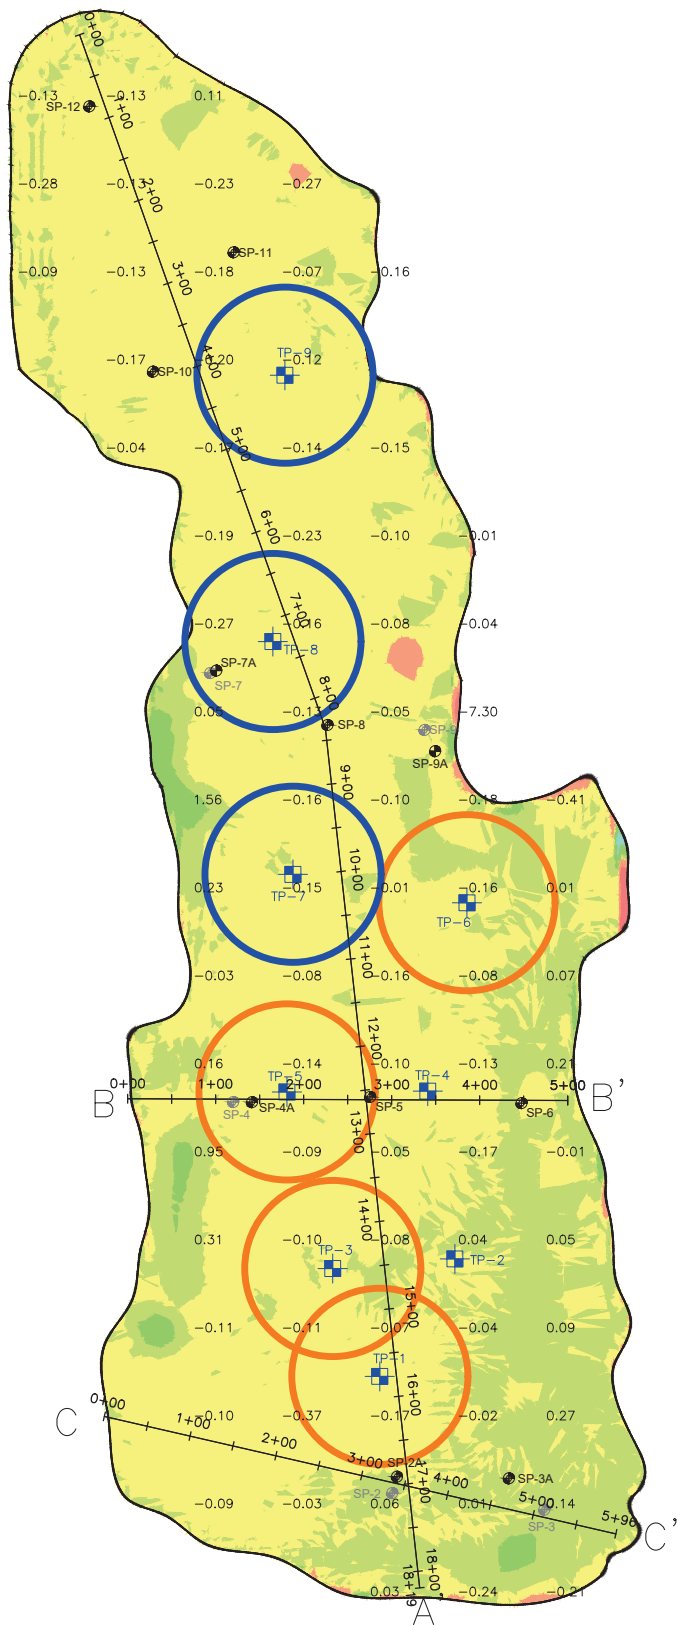 0+00
-0.13 -0.13 0.11
SP-12
1+00
-0.28 -0.13 -0.23 -0.27
2+00
SP-11
-0.09 -0.13 -0.18 -0.07 -0.16
3+00
TP-9
-0.17 -0.20 -0.12
4+00
SP-10
-0.04 -0.14 -0.15
5+00
6+00
-0.19 -0.23 -0.10 -0.01
7+00
-0.27 -0.16 -0.08 -0.04
TP-8
SP-7A
SP-7
8+00
0.05 -0.13 -0.05 -7.30
SP-8
SP-9A
9+00
1.56 -0.16 -0.10 -0.18 -0.41
10+00
0.23 -0.15 -0.01 -0.16 0.01
TP-7 TP-6
11+00
-0.03 -0.08 -0.16 -0.08 0.07
12+00
0.16 -0.14 -0.10 -0.13 0.21
TP-5 TP-4
0+00 1+00 2+00 3+00 4+00 5+00
B B'
SP-4 SP-4A SP-5 SP-6
13+00
0.95 -0.09 -0.05 -0.17 -0.01
14+00
0.31 -0.10 -0.08 0.04 0.05
TP-3 TP-2
15+00
-0.11 -0.11 -0.07 -0.04 0.09
TP-1
16+00
C
0+00
-0.10 -0.37 -0.17 -0.02 0.27
1+00
2+00
3+00
SP-2A
17+00
4+00
SP-3A
SP-2
-0.09 -0.03 0.06 0.01 0.14
5+00
SP-3
5+96
C'
18+00
18+19
0.03 -0.24 -0.21
A'